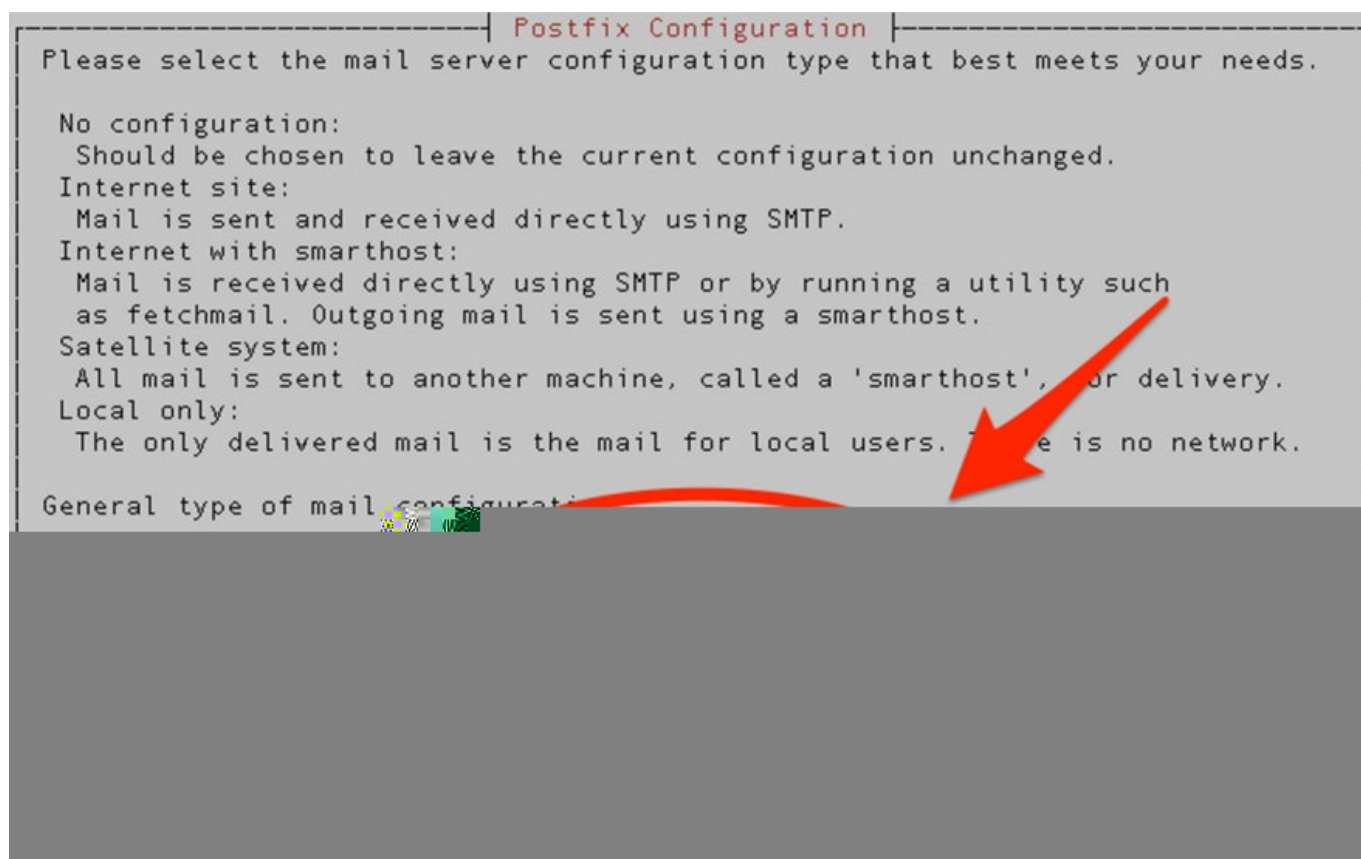 Postfix Configuration
Please select the mail server configuration type that best meets your needs.
No configuration:
Should be chosen to leave the current configuration unchanged.
Internet site:
Mail is sent and received directly using SMTP.
Internet with smarthost:
Mail is received directly using SMTP or by running a utility such
as fetchmail. Outgoing mail is sent using a smarthost.
Satellite system:
All mail is sent to another machine, called a 'smarthost', delivery.
Local only:
The only delivered mail is the mail for local users. is no network.
General type of mail